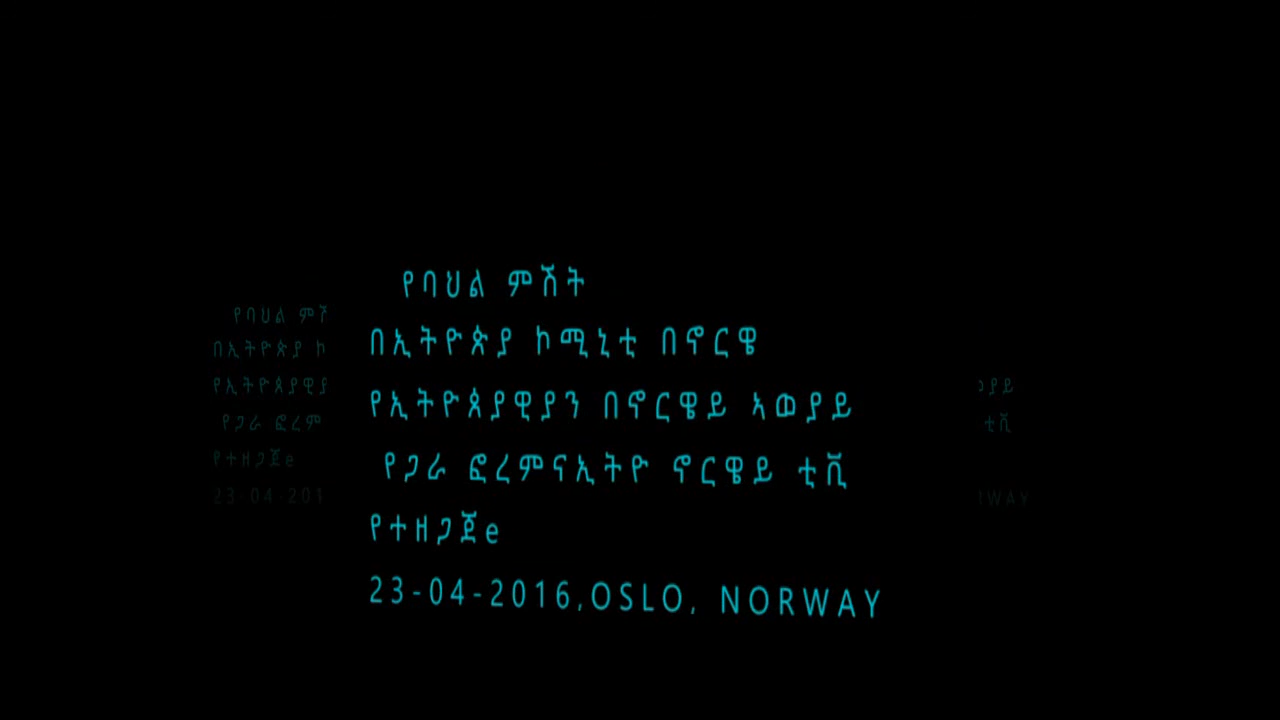 የባህል ምሽት
በኢትዮጵያ ኮሚኒቲ በኖርዌ
የኢትዮጰያዊያን በኖርዌይ ኣወያይ
የጋራ ፎረምናኢትዮ ኖርዌይ ቲቪ
የተዘጋጀe
23-04-2016,OSLO, NORWAY